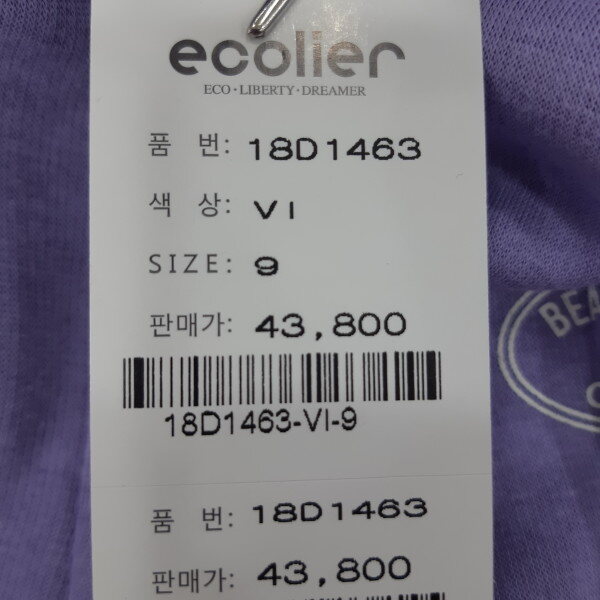 ecolier
ECO·LIBERTY·DREAMER
품 번: 18D1463
색 상: VI
SIZE: 9
판매가: 43,800
18D1463-VI-9
BEA
품 번: 18D1463
판매가: 43,800